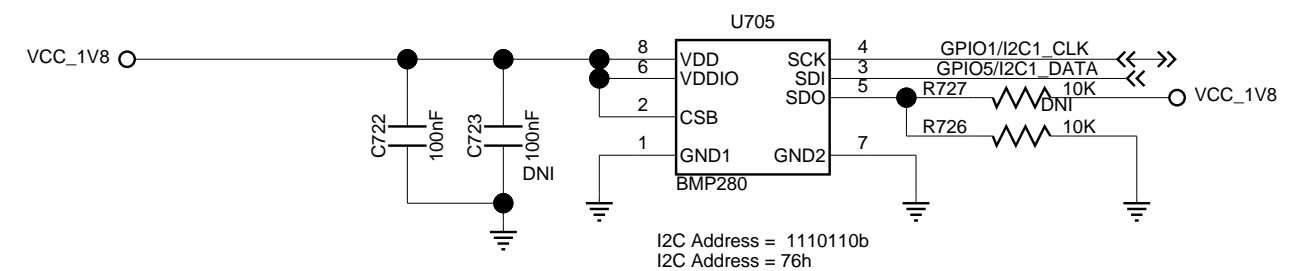 U705
VCC_1V8
8
VDD
SCK
4
GPIO1/I2C1_CLK
6
VDDIO
SDI
3
GPIO5/I2C1_DATA
SDO
5
R727
10K
DNI
VCC_1V8
2
CSB
C722
100nF
C723
100nF
DNI
R726
10K
1
GND1
GND2
7
BMP280
I2C Address = 1110110b
I2C Address = 76h